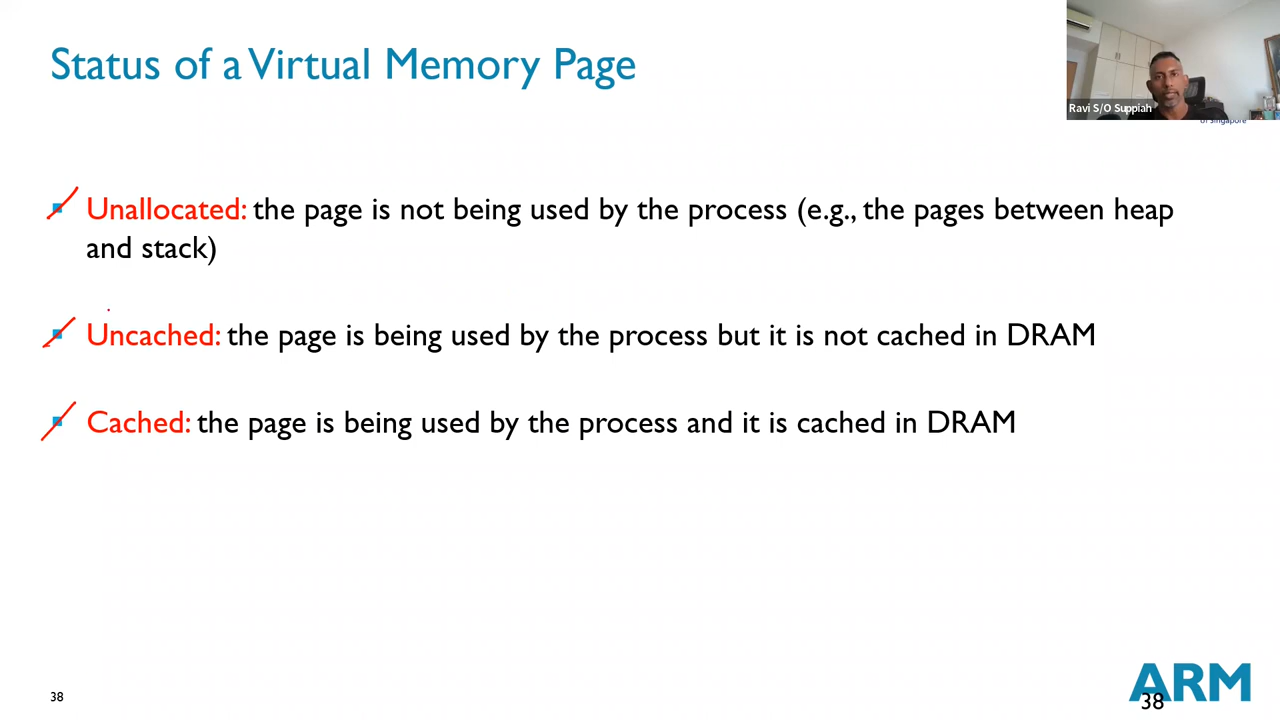 Status of a Virtual Memory Page
Ravi S/O Suppiah
of Singapore
Unallocated: the page is not being used by the process (e.g., the pages between heap
and stack)
Uncached: the page is being used by the process but it is not cached in DRAM
Cached: the page is being used by the process and it is cached in DRAM
38
ARM
38